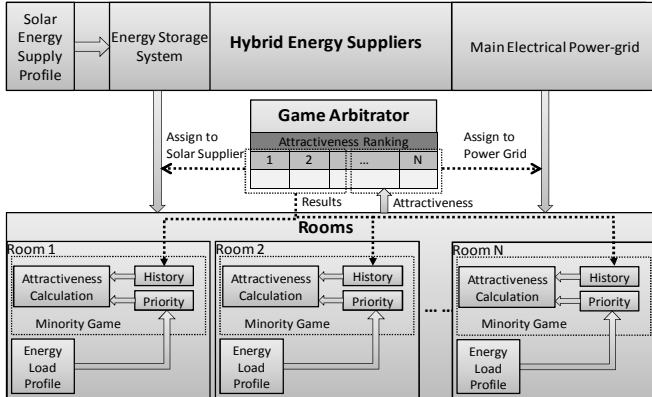 Solar
Energy
Supply
Profile
Energy Storage
System
Hybrid Energy Suppliers
Main Electrical Power-grid
Game Arbitrator
Attractiveness Ranking
1 2 ... N
Assign to
Solar Supplier
Assign to
Power Grid
Results
Attractiveness
Rooms
Room 1
Attractiveness
Calculation
History
Priority
Minority Game
Energy
Load
Profile
Room 2
Attractiveness
Calculation
History
Priority
Minority Game
Energy
Load
Profile
... ...
Room N
Attractiveness
Calculation
History
Priority
Minority Game
Energy
Load
Profile